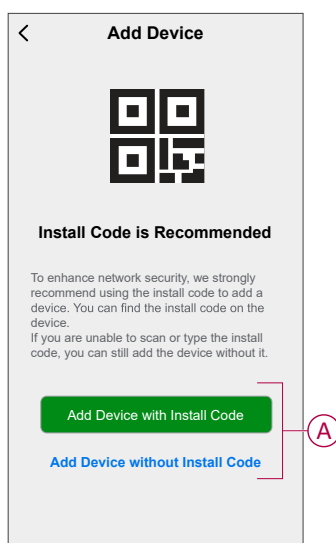 Add Device
Install Code is Recommended
To enhance network security, we strongly
recommend using the install code to add a
device. You can find the install code on the
device.
If you are unable to scan or type the install
code, you can still add the device without it.
Add Device with Install Code
A
Add Device without Install Code